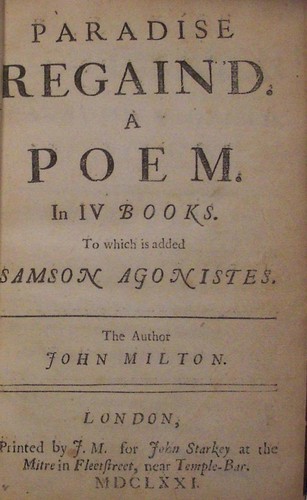 PARADISE
REGAIND.
A
POEM.
In IV BOOKS.
To which is added
SAMSON AGONISTES.
The Author
JOHN MILTON.
LONDON,
Printed by J. M. for John Starkey at the
Mitre in Fleetstreet, near Temple-Bar.
MDCLXXI.